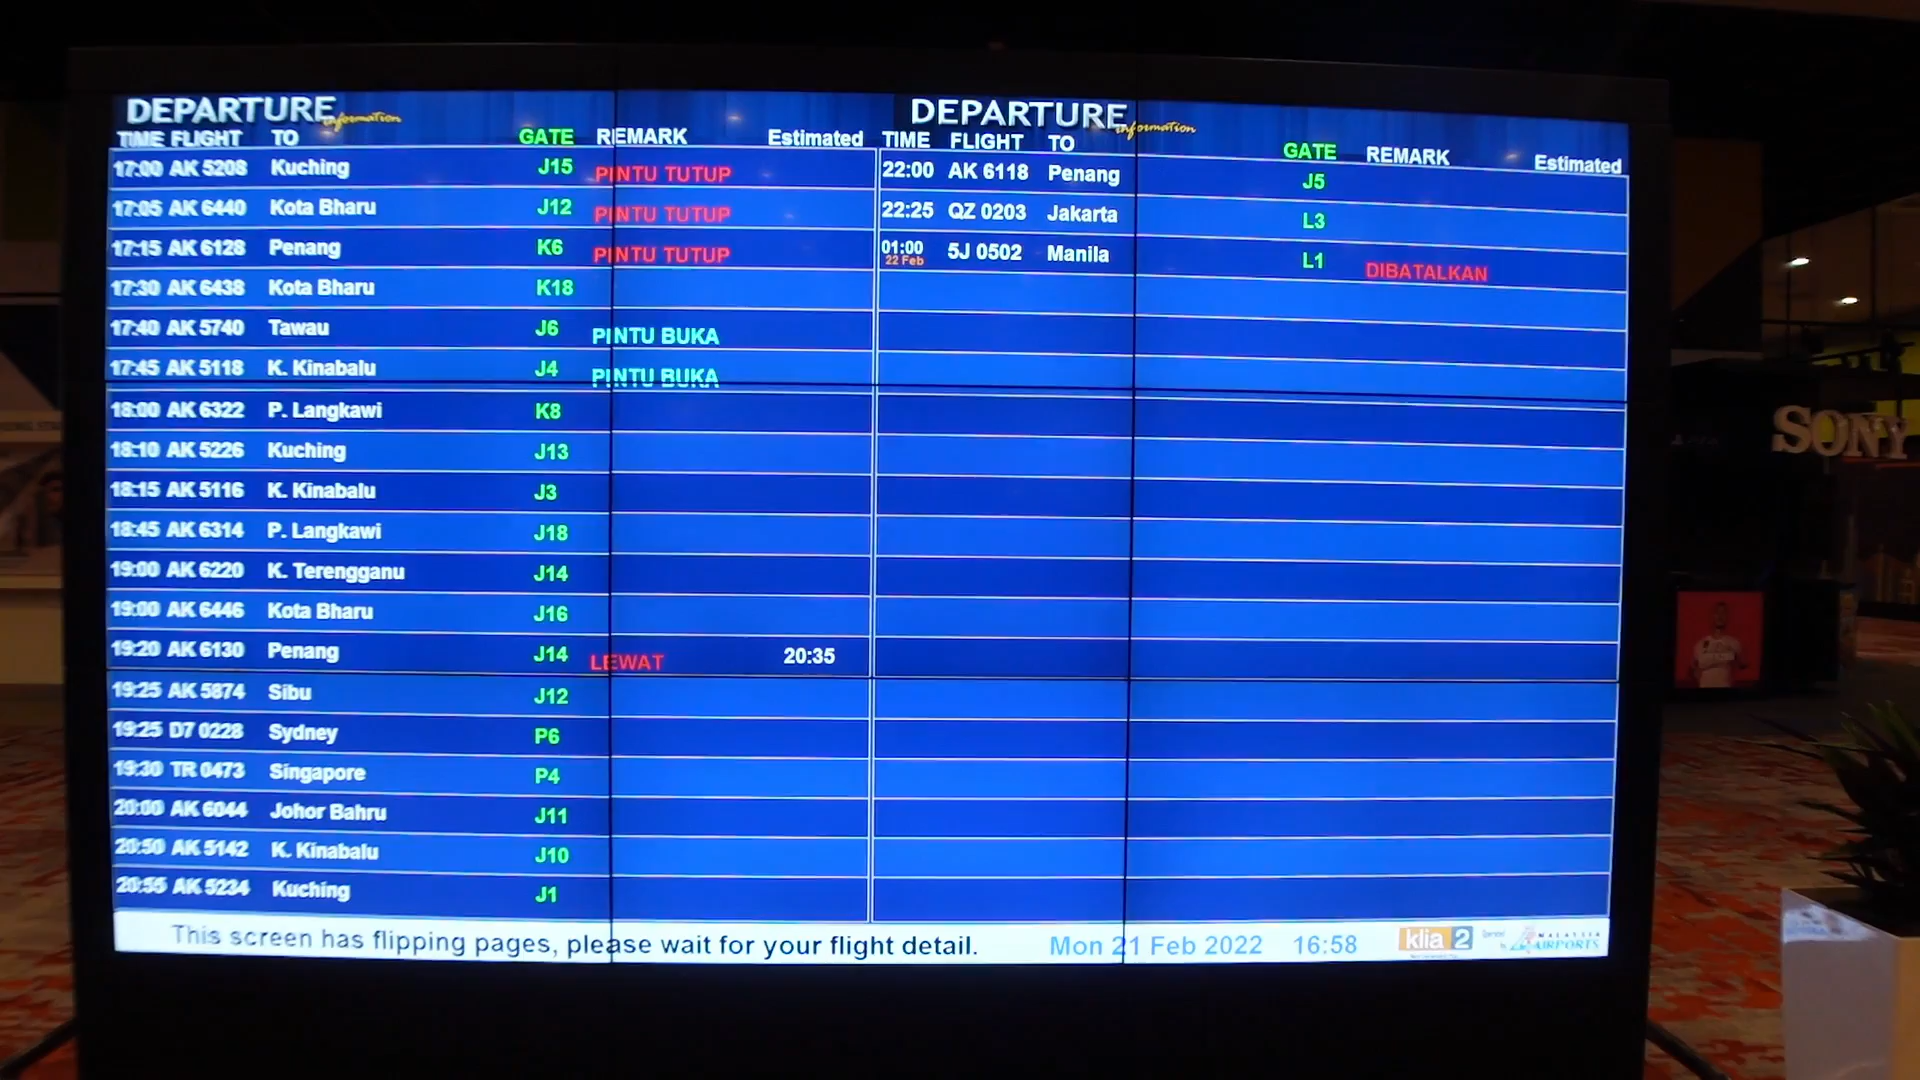 DEPARTURE information
TIME FLIGHT TO GATE REMARK Estimated
17:00 AK 5208 Kuching J15 PINTU TUTUP
17:05 AK 6440 Kota Bharu J12 PINTU TUTUP
17:15 AK 6128 Penang K6 PINTU TUTUP
17:30 AK 6438 Kota Bharu K18
17:40 AK 5740 Tawau J6 PINTU BUKA
17:45 AK 5118 K. Kinabalu J4 PINTU BUKA
18:00 AK 6322 P. Langkawi K8
18:10 AK 5226 Kuching J13
18:15 AK 5116 K. Kinabalu J3
18:45 AK 6314 P. Langkawi J18
19:00 AK 6220 K. Terengganu J14
19:00 AK 6446 Kota Bharu J16
19:20 AK 6130 Penang J14 LEWAT 20:35
19:25 AK 5874 Sibu J12
19:25 D7 0228 Sydney P6
19:30 TR 0473 Singapore P4
20:00 AK 6044 Johor Bahru J11
20:50 AK 5142 K. Kinabalu J10
20:55 AK 5234 Kuching J1
DEPARTURE information
TIME FLIGHT TO GATE REMARK Estimated
22:00 AK 6118 Penang J5
22:25 QZ 0203 Jakarta L3
01:00 22 Feb 5J 0502 Manila L1 DIBATALKAN
This screen has flipping pages, please wait for your flight detail. Mon 21 Feb 2022 16:58 klia 2 MALAYSIA AIRPORTS
SONY